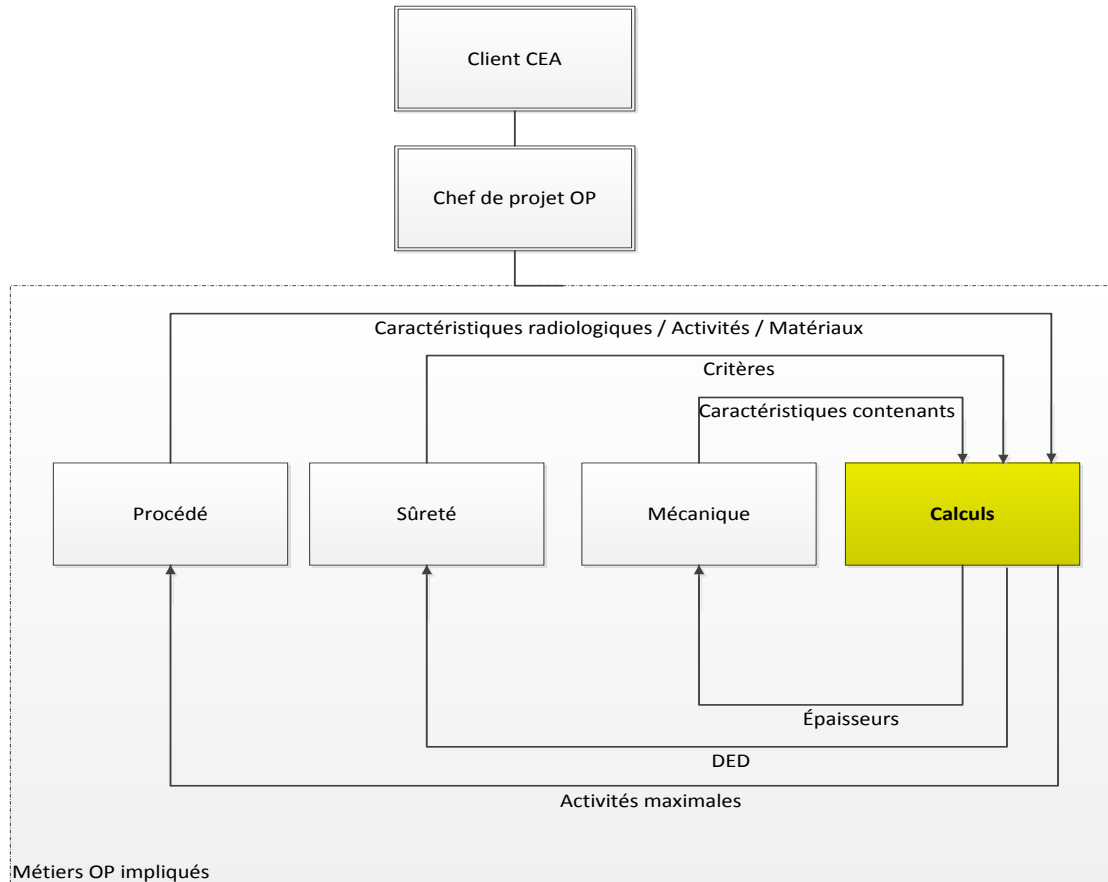 Client CEA
Chef de projet OP
Caractéristiques radiologiques / Activités / Matériaux
Critères
Caractéristiques contenants
Procédé
Sûreté
Mécanique
Calculs
Épaisseurs
DED
Activités maximales
Métiers OP impliqués